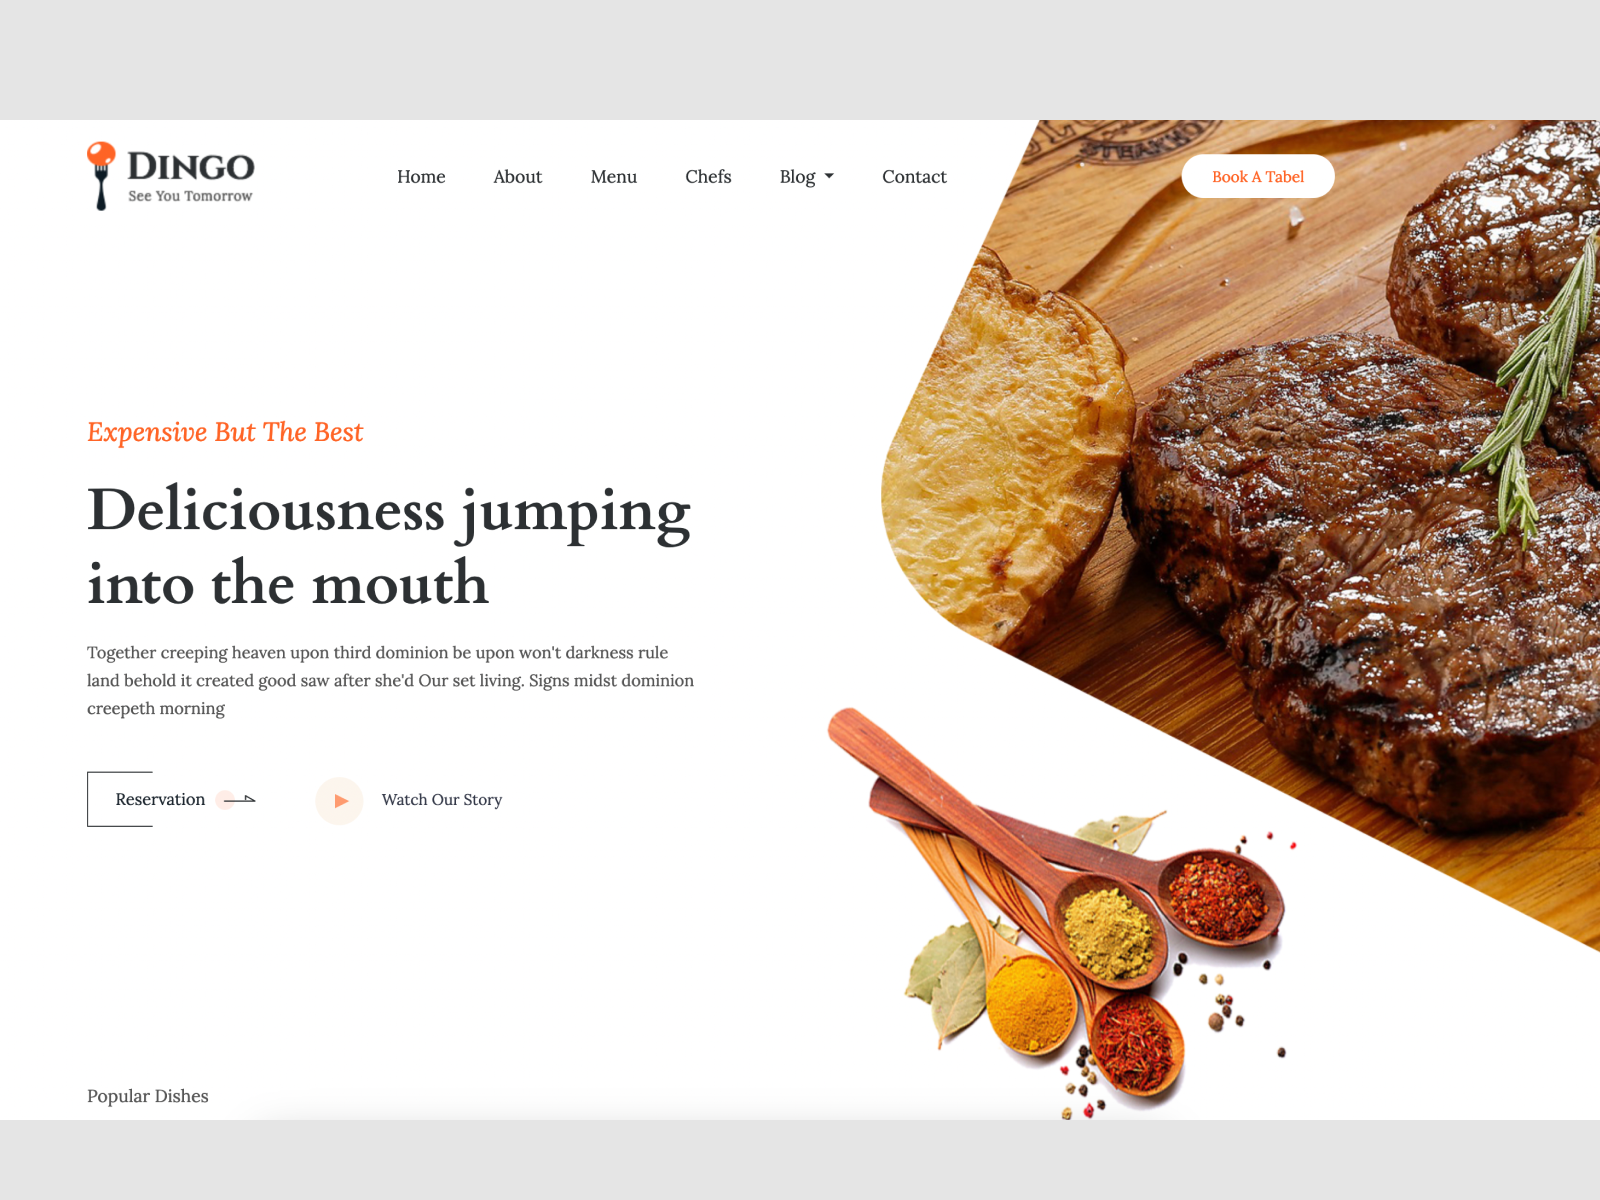 DINGO
See You Tomorrow
Home
About
Menu
Chefs
Blog
Contact
STEAKHO
Book A Tabel
Expensive But The Best
Deliciousness jumping
into the mouth
Together creeping heaven upon third dominion be upon won't darkness rule
land behold it created good saw after she'd Our set living. Signs midst dominion
creepeth morning
Reservation
Watch Our Story
Popular Dishes